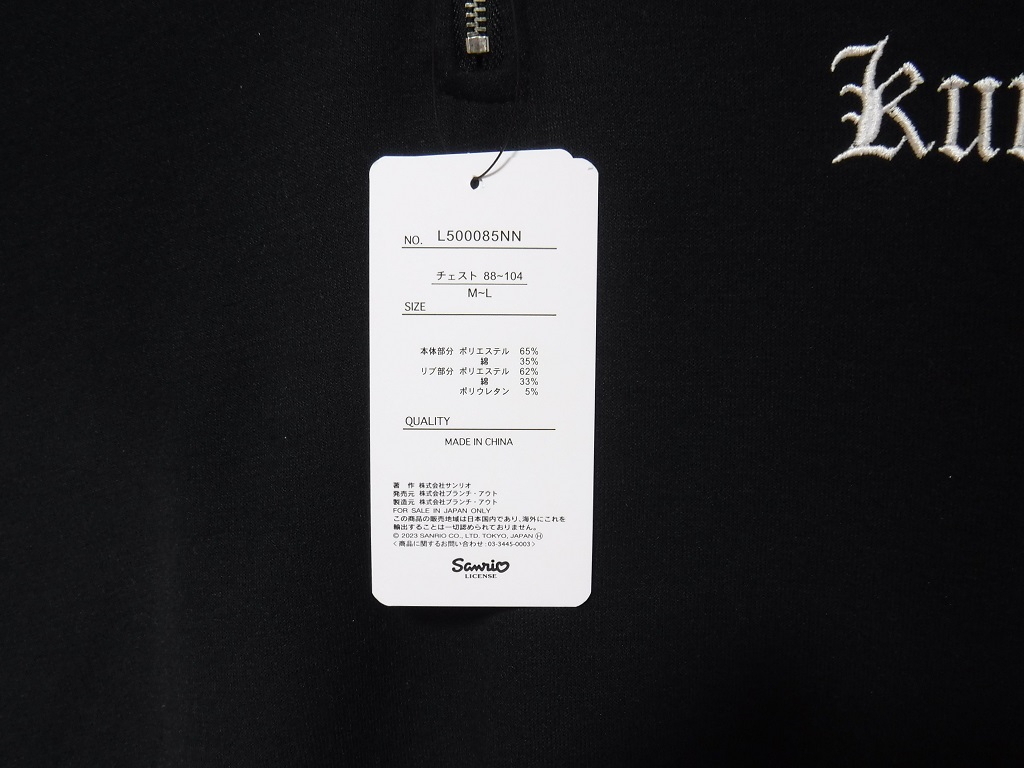 Ku
NO. L500085NN
チェスト 88~104
M~L
SIZE
本体部分 ポリエステル 65%
綿 35%
リブ部分 ポリエステル 62%
綿 33%
ポリウレタン 5%
QUALITY
MADE IN CHINA
著 作 株式会社サンリオ
発売元 株式会社ブランチ・アウト
製造元 株式会社ブランチ・アウト
FOR SALE IN JAPAN ONLY
この商品の販売地域は日本国内であり、海外にこれを
輸出することは一切認められておりません。
© 2023 SANRIO CO., LTD. TOKYO, JAPAN Ⓗ
〈商品に関するお問い合わせ:03-3445-0003〉
Sanrio
LICENSE